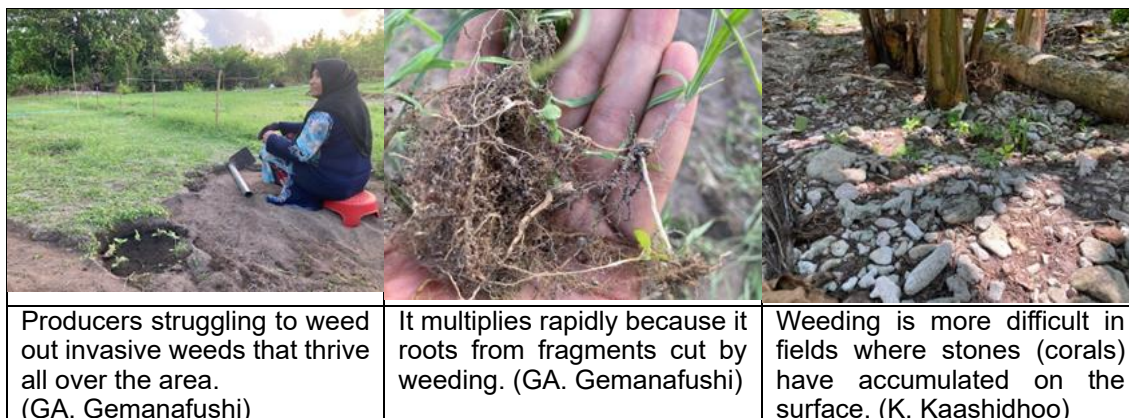 Producers struggling to weed
out invasive weeds that thrive
all over the area.
(GA. Gemanafushi)
It multiplies rapidly because it
roots from fragments cut by
weeding. (GA. Gemanafushi)
Weeding is more difficult in
fields where stones (corals)
have accumulated on the
surface. (K. Kaashidhoo)